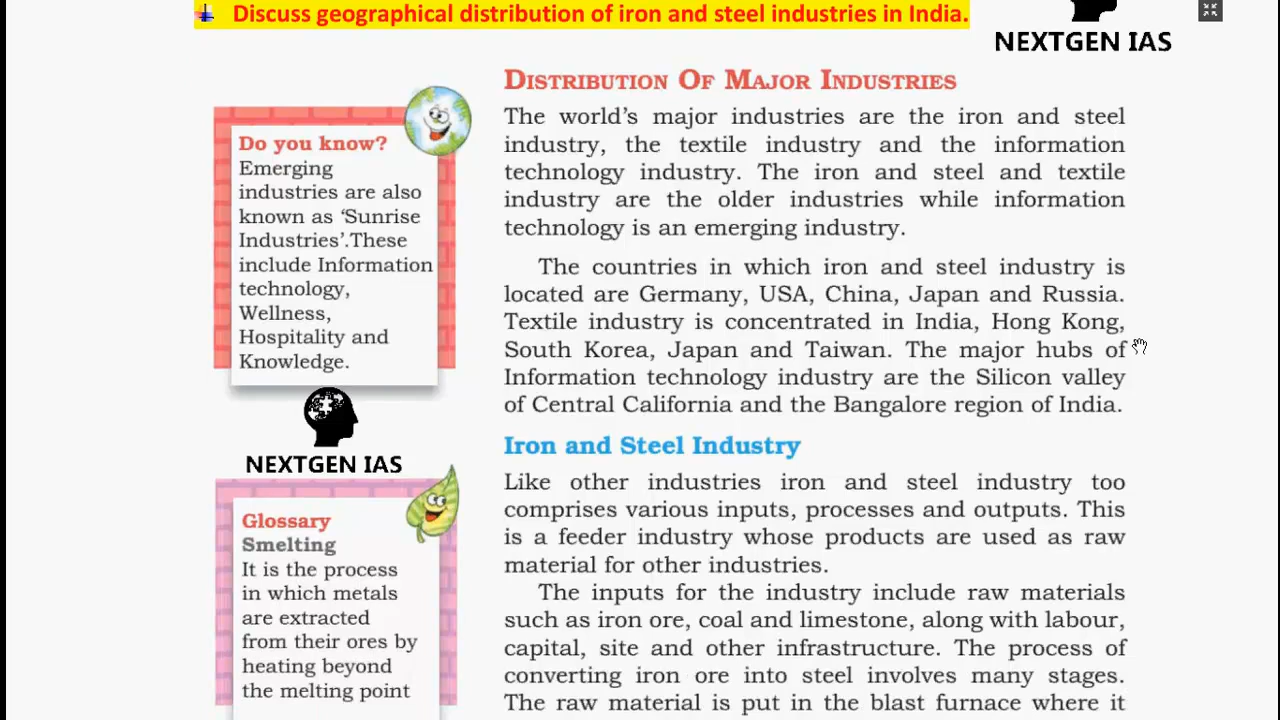 Discuss geographical distribution of iron and steel industries in India.
NEXTGEN IAS
DISTRIBUTION OF MAJOR INDUSTRIES
The world's major industries are the iron and steel
industry, the textile industry and the information
technology industry. The iron and steel and textile
industry are the older industries while information
technology is an emerging industry.
The countries in which iron and steel industry is
located are Germany, USA, China, Japan and Russia.
Textile industry is concentrated in India, Hong Kong,
South Korea, Japan and Taiwan. The major hubs of
Information technology industry are the Silicon valley
of Central California and the Bangalore region of India.
Iron and Steel Industry
Like other industries iron and steel industry too
comprises various inputs, processes and outputs. This
is a feeder industry whose products are used as raw
material for other industries.
The inputs for the industry include raw materials
such as iron ore, coal and limestone, along with labour,
capital, site and other infrastructure. The process of
converting iron ore into steel involves many stages.
The raw material is put in the blast furnace where it
Do you know?
Emerging
industries are also
known as ‘Sunrise
Industries’.These
include Information
technology,
Wellness,
Hospitality and
Knowledge.
NEXTGEN IAS
Glossary
Smelting
It is the process
in which metals
are extracted
from their ores by
heating beyond
the melting point